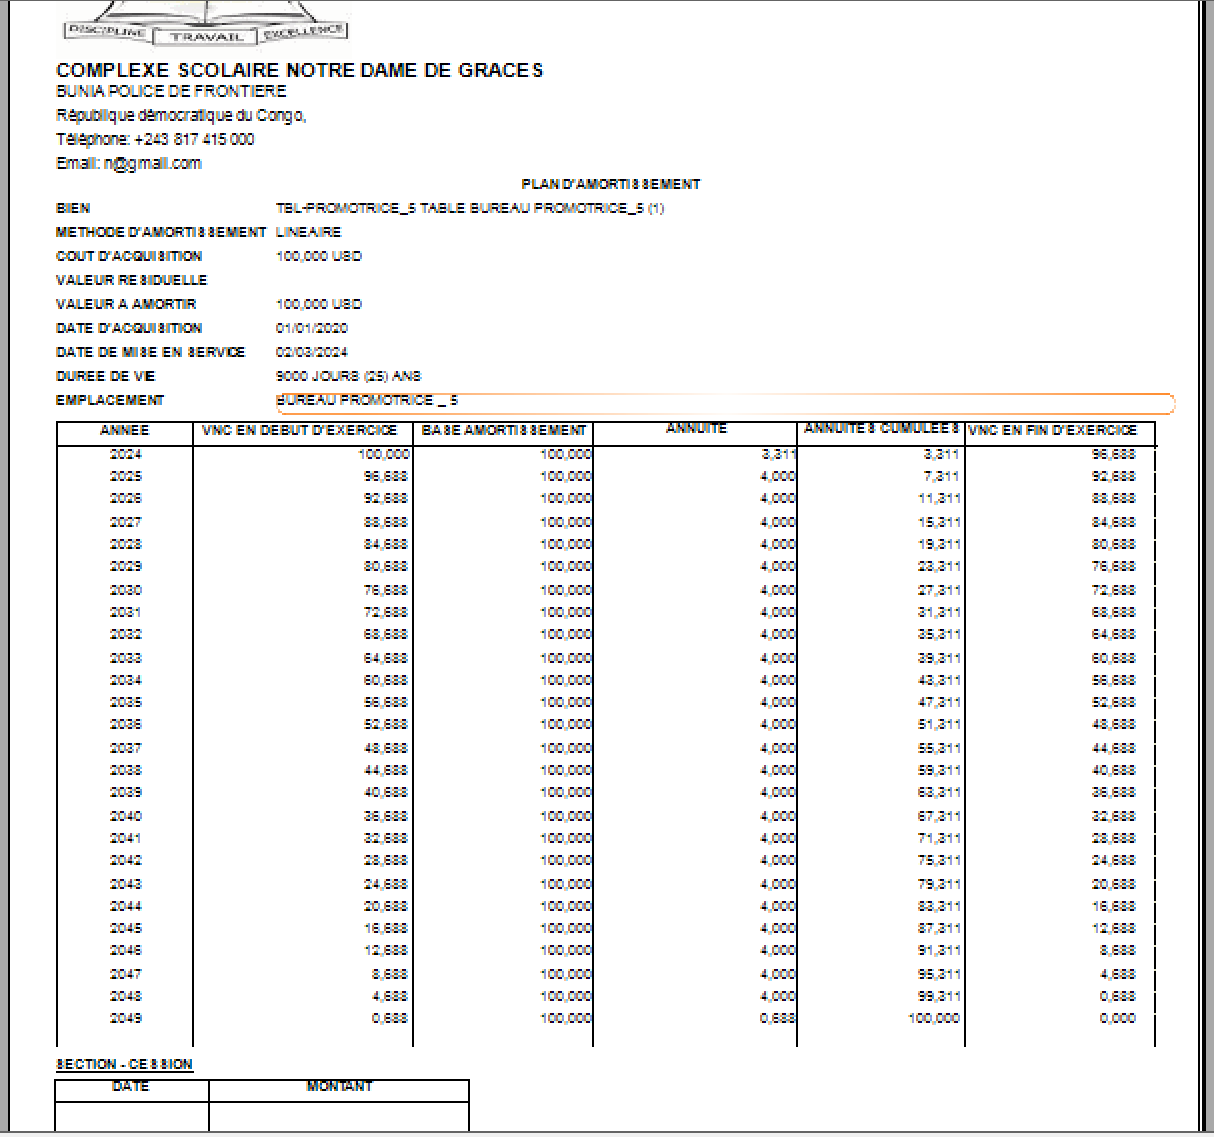 DISCIPLINE TRAVAIL EXCELLENCE
COMPLEXE SCOLAIRE NOTRE DAME DE GRACES
BUNIA POLICE DE FRONTIERE
République démocratique du Congo,
Téléphone: +243 817 415 000
Email: n@gmail.com
PLAN D'AMORTISSEMENT
BIEN TBL-PROMOTRICE_5 TABLE BUREAU PROMOTRICE_5 (1)
METHODE D'AMORTISSEMENT LINEAIRE
COUT D'ACQUISITION 100,000 USD
VALEUR RESIDUELLE
VALEUR A AMORTIR 100,000 USD
DATE D'ACQUISITION 01/01/2020
DATE DE MISE EN SERVICE 02/03/2024
DUREE DE VIE 9000 JOURS (25) ANS
EMPLACEMENT BUREAU PROMOTRICE _ 5
ANNEE VNC EN DEBUT D'EXERCICE BASE AMORTISSEMENT ANNUITE ANNUITES CUMULEES VNC EN FIN D'EXERCICE
2024 100,000 100,000 3,311 3,311 96,688
2025 96,688 100,000 4,000 7,311 92,688
2026 92,688 100,000 4,000 11,311 88,688
2027 88,688 100,000 4,000 15,311 84,688
2028 84,688 100,000 4,000 19,311 80,688
2029 80,688 100,000 4,000 23,311 76,688
2030 76,688 100,000 4,000 27,311 72,688
2031 72,688 100,000 4,000 31,311 68,688
2032 68,688 100,000 4,000 35,311 64,688
2033 64,688 100,000 4,000 39,311 60,688
2034 60,688 100,000 4,000 43,311 56,688
2035 56,688 100,000 4,000 47,311 52,688
2036 52,688 100,000 4,000 51,311 48,688
2037 48,688 100,000 4,000 55,311 44,688
2038 44,688 100,000 4,000 59,311 40,688
2039 40,688 100,000 4,000 63,311 36,688
2040 36,688 100,000 4,000 67,311 32,688
2041 32,688 100,000 4,000 71,311 28,688
2042 28,688 100,000 4,000 75,311 24,688
2043 24,688 100,000 4,000 79,311 20,688
2044 20,688 100,000 4,000 83,311 16,688
2045 16,688 100,000 4,000 87,311 12,688
2046 12,688 100,000 4,000 91,311 8,688
2047 8,688 100,000 4,000 95,311 4,688
2048 4,688 100,000 4,000 99,311 0,688
2049 0,688 100,000 0,688 100,000 0,000
SECTION - CESSION
DATE MONTANT